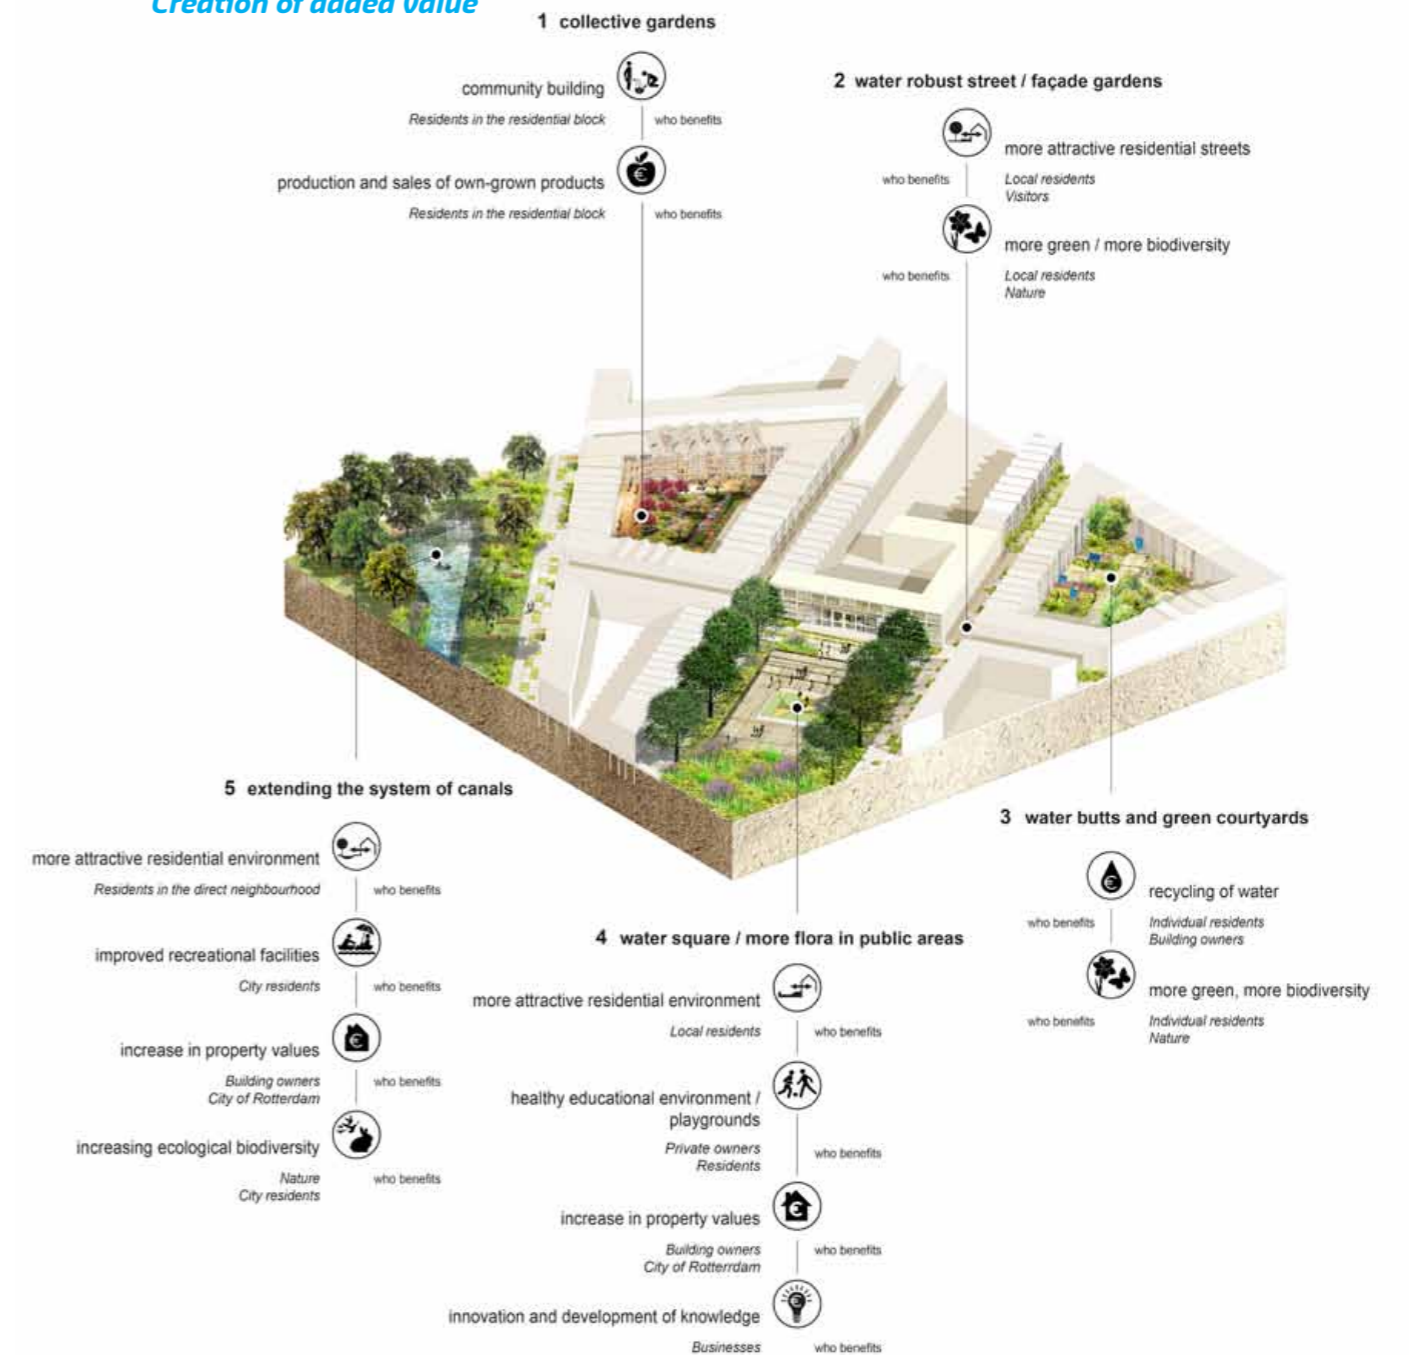 Creation of added value
1 collective gardens
community building
Residents in the residential block
who benefits
production and sales of own-grown products
Residents in the residential block
who benefits
2 water robust street / façade gardens
more attractive residential streets
who benefits
Local residents
Visitors
more green / more biodiversity
who benefits
Local residents
Nature
5 extending the system of canals
more attractive residential environment
Residents in the direct neighbourhood
who benefits
improved recreational facilities
City residents
who benefits
increase in property values
Building owners
City of Rotterdam
who benefits
increasing ecological biodiversity
Nature
City residents
who benefits
4 water square / more flora in public areas
more attractive residential environment
Local residents
who benefits
healthy educational environment /
playgrounds
Private owners
Residents
who benefits
increase in property values
Building owners
City of Rotterrdam
who benefits
innovation and development of knowledge
Businesses
who benefits
3 water butts and green courtyards
recycling of water
who benefits
Individual residents
Building owners
more green, more biodiversity
who benefits
Individual residents
Nature